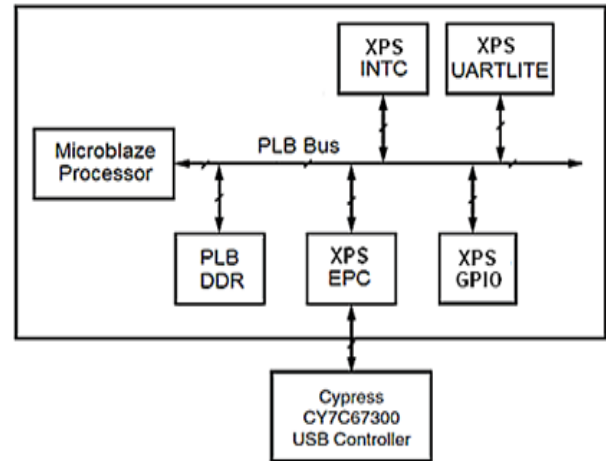 XPS
INTC
XPS
UARTLITE
Microblaze
Processor
PLB Bus
PLB
DDR
XPS
EPC
XPS
GPIO
Cypress
CY7C67300
USB Controller